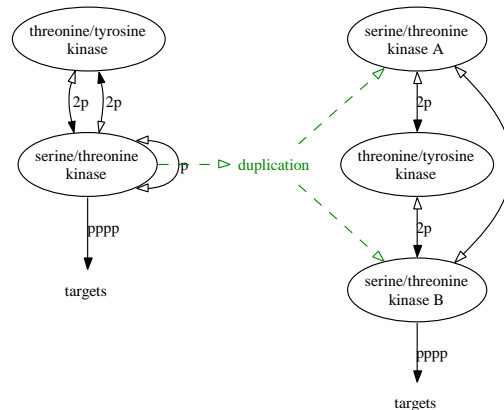 threonine/tyrosine
kinase
2p
2p
serine/threonine
kinase
p
pppp
targets
duplication
serine/threonine
kinase A
2p
threonine/tyrosine
kinase
2p
serine/threonine
kinase B
pppp
targets